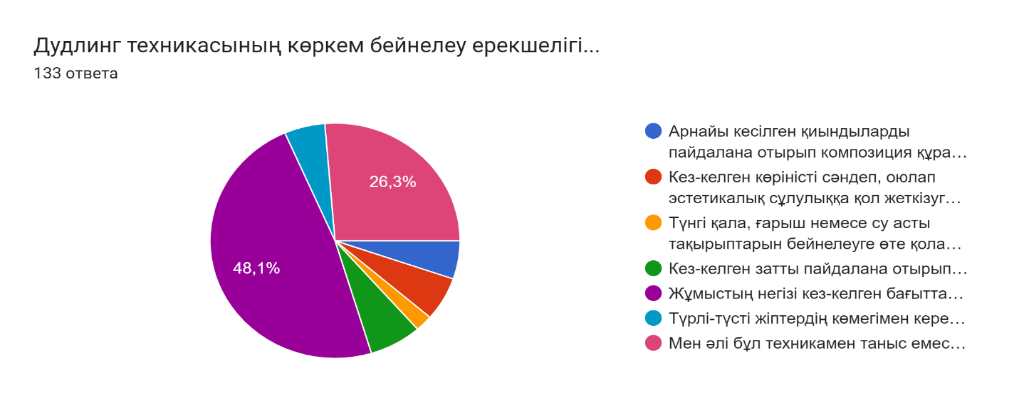 Дудлинг техникасының көркем бейнелеу ерекшелігі...
133 ответа
26,3%
48,1%
Арнайы кесілген қиындыларды
пайдалана отырып композиция құра…
Кез-келген көріністі сәндеп, оюлап
эстетикалық сұлулыққа қол жеткізуг…
Түнгі қала, ғарыш немесе су асты
тақырыптарын бейнелеуге өте қола…
Кез-келген затты пайдалана отырып…
Жұмыстың негізі кез-келген бағытта…
Түрлі-түсті жіптердің көмегімен кере…
Мен әлі бұл техникамен таныс емес…